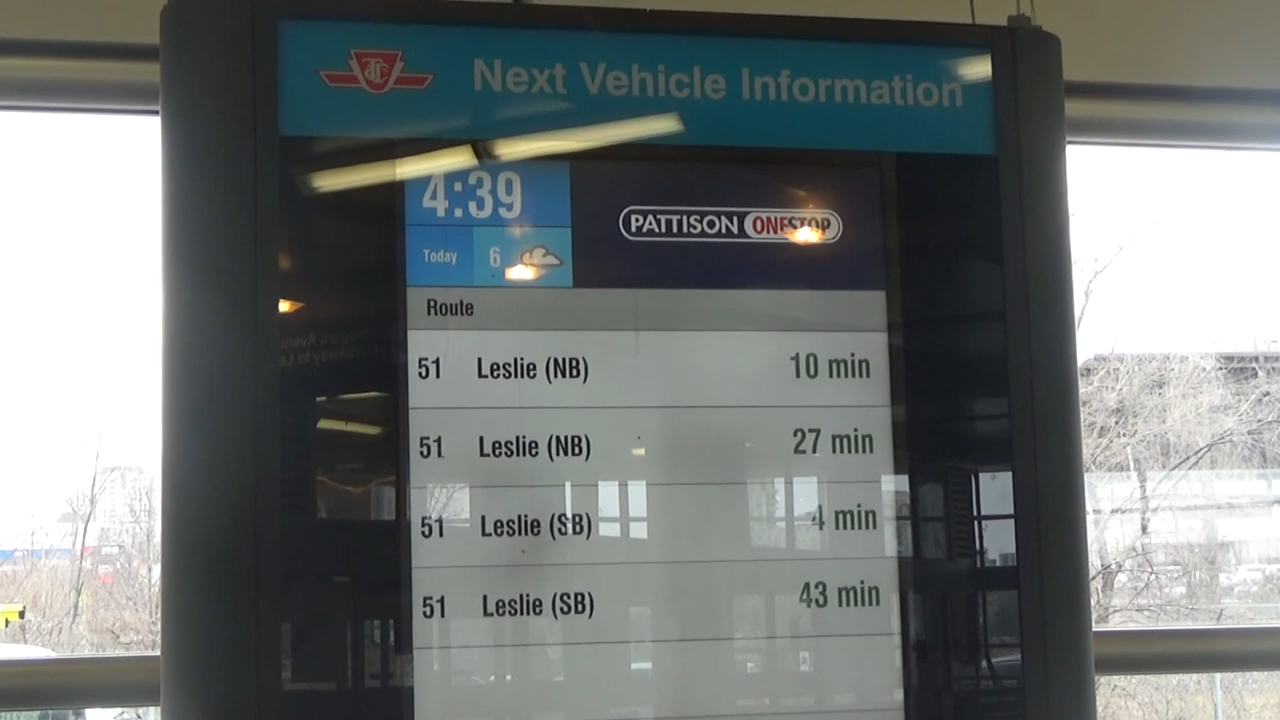 TTC
Next Vehicle Information
4:39
PATTISON ONESTOP
Today 6
Route
51 Leslie (NB) 10 min
51 Leslie (NB) 27 min
51 Leslie (SB) 4 min
51 Leslie (SB) 43 min